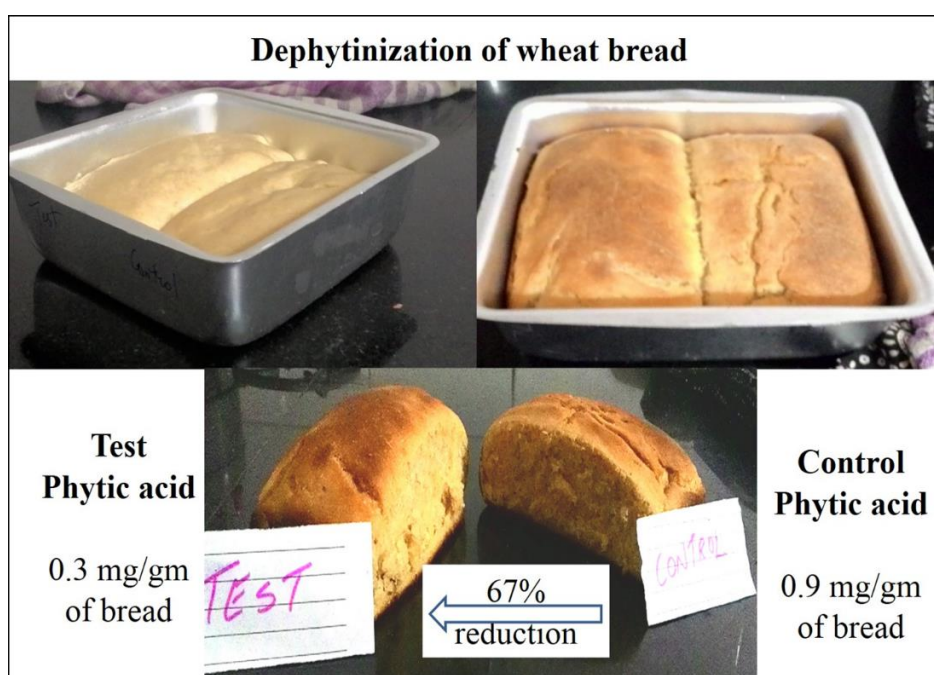 Dephytinization of wheat bread
Test
Control
Test
Phytic acid
0.3 mg/gm
of bread
TEST
67%
reduction
CONTROL
Control
Phytic acid
0.9 mg/gm
of bread